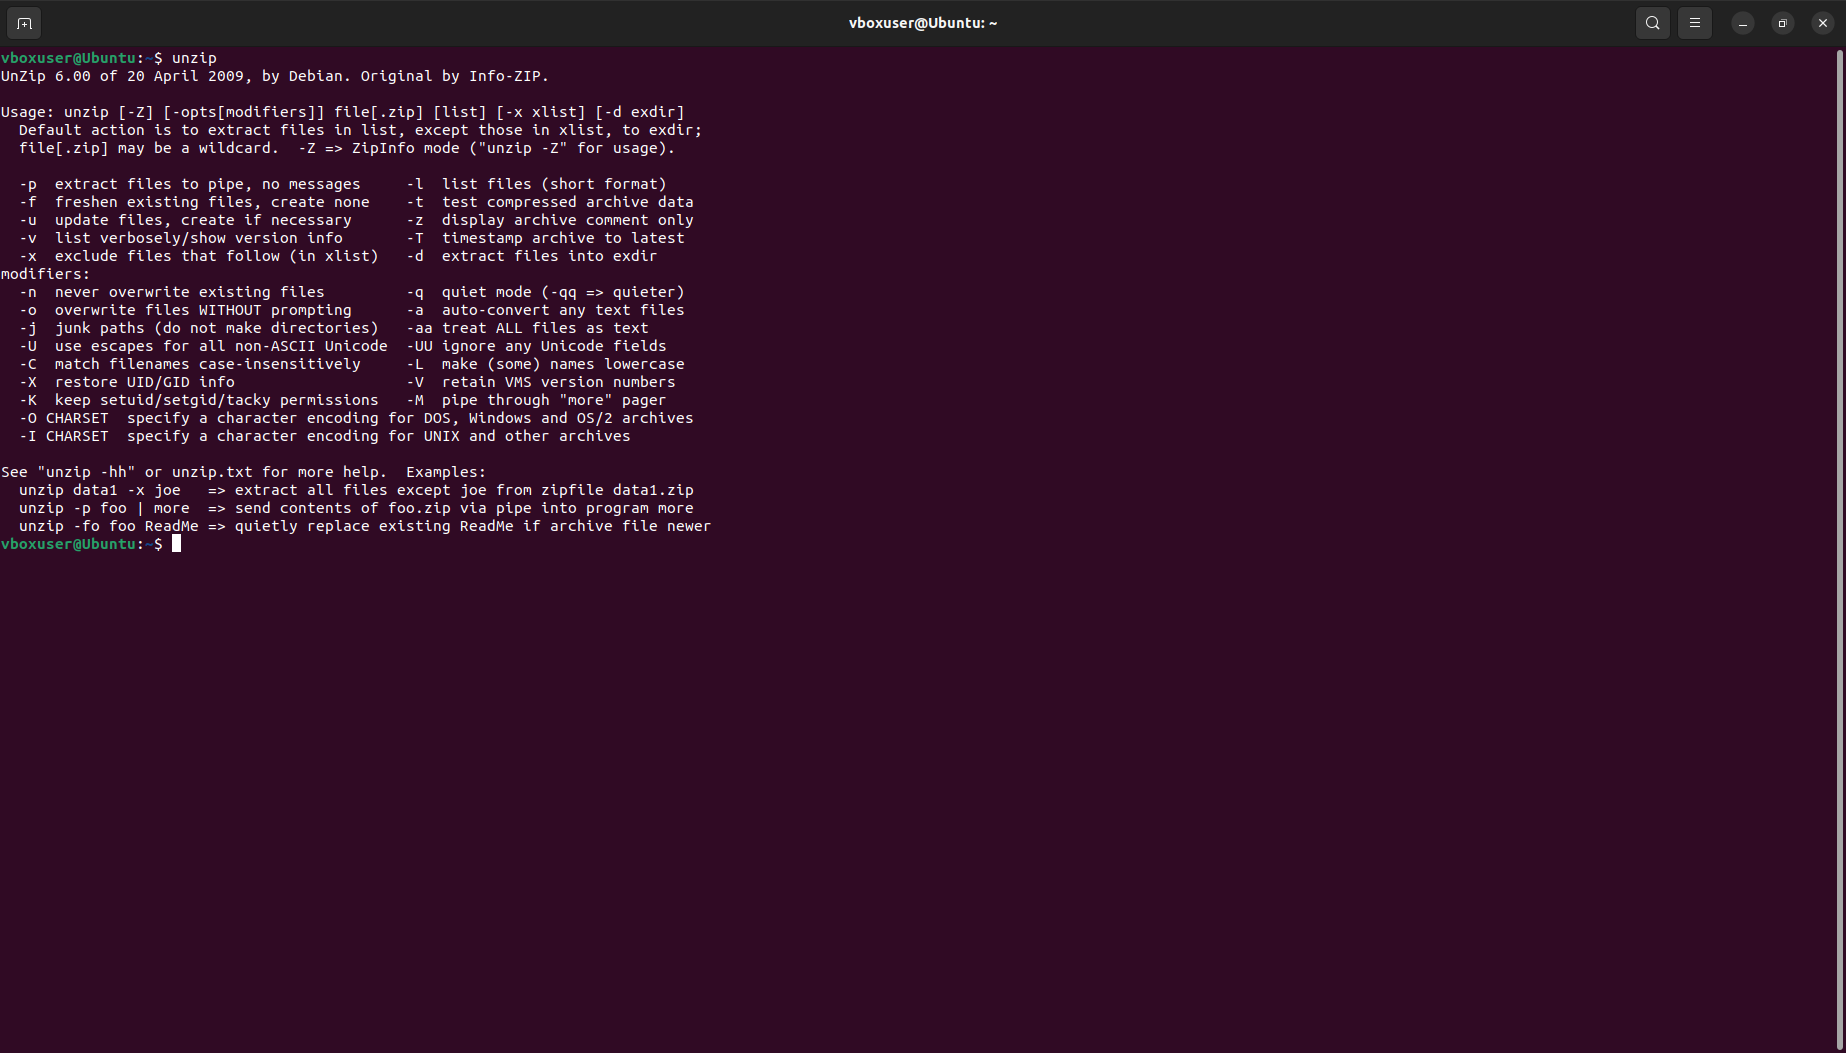 vboxuser@Ubuntu: ~
vboxuser@Ubuntu:~$ unzip
UnZip 6.00 of 20 April 2009, by Debian. Original by Info-ZIP.

Usage: unzip [-Z] [-opts[modifiers]] file[.zip] [list] [-x xlist] [-d exdir]
  Default action is to extract files in list, except those in xlist, to exdir;
  file[.zip] may be a wildcard.  -Z => ZipInfo mode ("unzip -Z" for usage).

  -p  extract files to pipe, no messages     -l  list files (short format)
  -f  freshen existing files, create none    -t  test compressed archive data
  -u  update files, create if necessary      -z  display archive comment only
  -v  list verbosely/show version info       -T  timestamp archive to latest
  -x  exclude files that follow (in xlist)   -d  extract files into exdir
modifiers:
  -n  never overwrite existing files         -q  quiet mode (-qq => quieter)
  -o  overwrite files WITHOUT prompting      -a  auto-convert any text files
  -j  junk paths (do not make directories)   -aa treat ALL files as text
  -U  use escapes for all non-ASCII Unicode  -UU ignore any Unicode fields
  -C  match filenames case-insensitively     -L  make (some) names lowercase
  -X  restore UID/GID info                   -V  retain VMS version numbers
  -K  keep setuid/setgid/tacky permissions   -M  pipe through "more" pager
  -O CHARSET  specify a character encoding for DOS, Windows and OS/2 archives
  -I CHARSET  specify a character encoding for UNIX and other archives

See "unzip -hh" or unzip.txt for more help.  Examples:
  unzip data1 -x joe   => extract all files except joe from zipfile data1.zip
  unzip -p foo | more  => send contents of foo.zip via pipe into program more
  unzip -fo foo ReadMe => quietly replace existing ReadMe if archive file newer
vboxuser@Ubuntu:~$